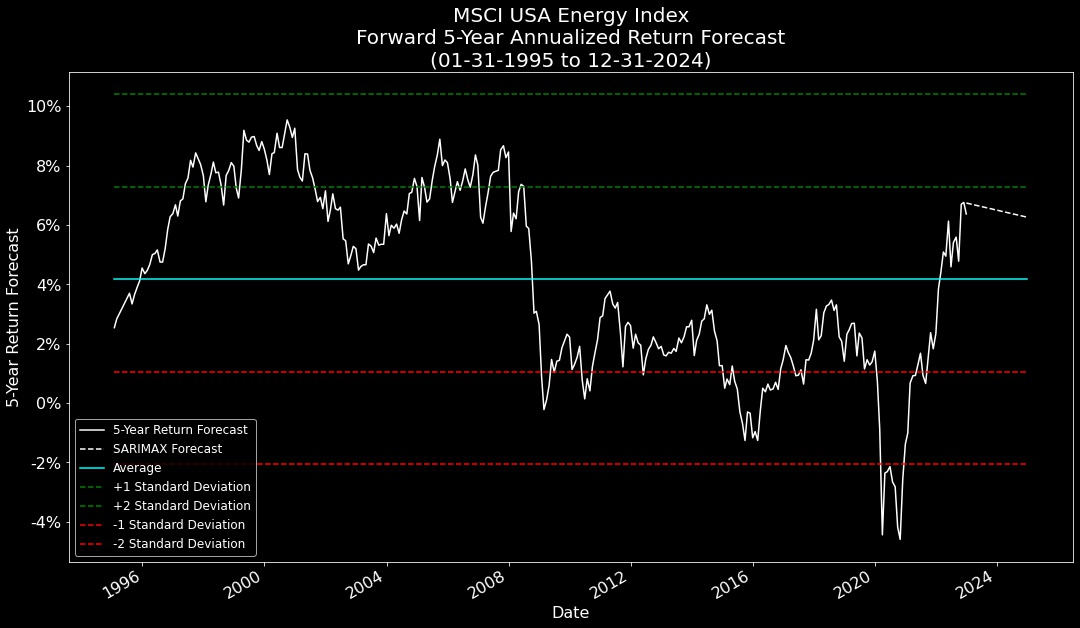 MSCI USA Energy Index
Forward 5-Year Annualized Return Forecast
(01-31-1995 to 12-31-2024)
5-Year Return Forecast
10%
8%
6%
4%
2%
0%
-2%
-4%
5-Year Return Forecast
SARIMAX Forecast
Average
+1 Standard Deviation
+2 Standard Deviation
-1 Standard Deviation
-2 Standard Deviation
1996
2000
2004
2008
2012
2016
2020
2024
Date